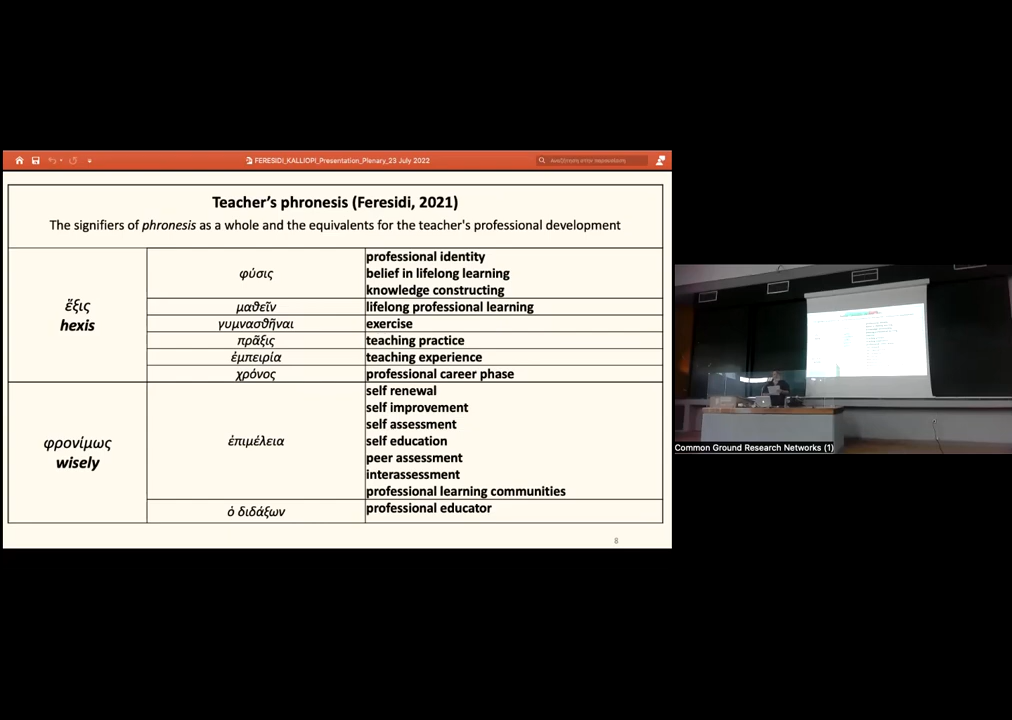 FERESIDI_KALLIOPI_Presentation_Plenary_23 July 2022
Αναζήτηση στην παρουσίαση
Teacher's phronesis (Feresidi, 2021)
The signifiers of phronesis as a whole and the equivalents for the teacher's professional development
ἕξις
hexis
φύσις
professional identity
belief in lifelong learning
knowledge constructing
μαθεῖν
lifelong professional learning
γυμνασθῆναι
exercise
πρᾶξις
teaching practice
ἐμπειρία
teaching experience
χρόνος
professional career phase
φρονίμως
wisely
ἐπιμέλεια
self renewal
self improvement
self assessment
self education
peer assessment
interassessment
professional learning communities
ὁ διδάξων
professional educator
8
Common Ground Research Networks (1)